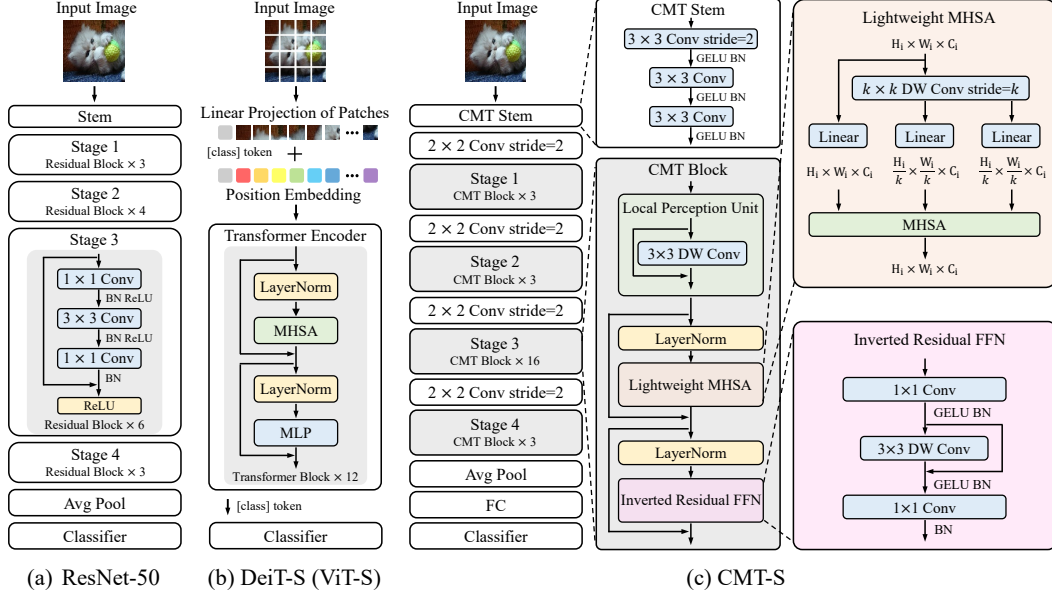 Input Image
Stem
Stage 1
Residual Block × 3
Stage 2
Residual Block × 4
Stage 3
1 × 1 Conv
BN ReLU
3 × 3 Conv
BN ReLU
1 × 1 Conv
BN
ReLU
Residual Block × 6
Stage 4
Residual Block × 3
Avg Pool
Classifier
(a) ResNet-50
Input Image
Linear Projection of Patches
[class] token +
Position Embedding
Transformer Encoder
LayerNorm
MHSA
LayerNorm
MLP
Transformer Block × 12
[class] token
Classifier
(b) DeiT-S (ViT-S)
Input Image
CMT Stem
2 × 2 Conv stride=2
Stage 1
CMT Block × 3
2 × 2 Conv stride=2
Stage 2
CMT Block × 3
2 × 2 Conv stride=2
Stage 3
CMT Block × 16
2 × 2 Conv stride=2
Stage 4
CMT Block × 3
Avg Pool
FC
Classifier
CMT Stem
3 × 3 Conv stride=2
GELU BN
3 × 3 Conv
GELU BN
3 × 3 Conv
GELU BN
CMT Block
Local Perception Unit
3×3 DW Conv
LayerNorm
Lightweight MHSA
LayerNorm
Inverted Residual FFN
Lightweight MHSA
H_i × W_i × C_i
k × k DW Conv stride=k
Linear Linear Linear
H_i × W_i × C_i H_i/k × W_i/k × C_i H_i/k × W_i/k × C_i
MHSA
H_i × W_i × C_i
Inverted Residual FFN
1×1 Conv
GELU BN
3×3 DW Conv
GELU BN
1×1 Conv
BN
(c) CMT-S